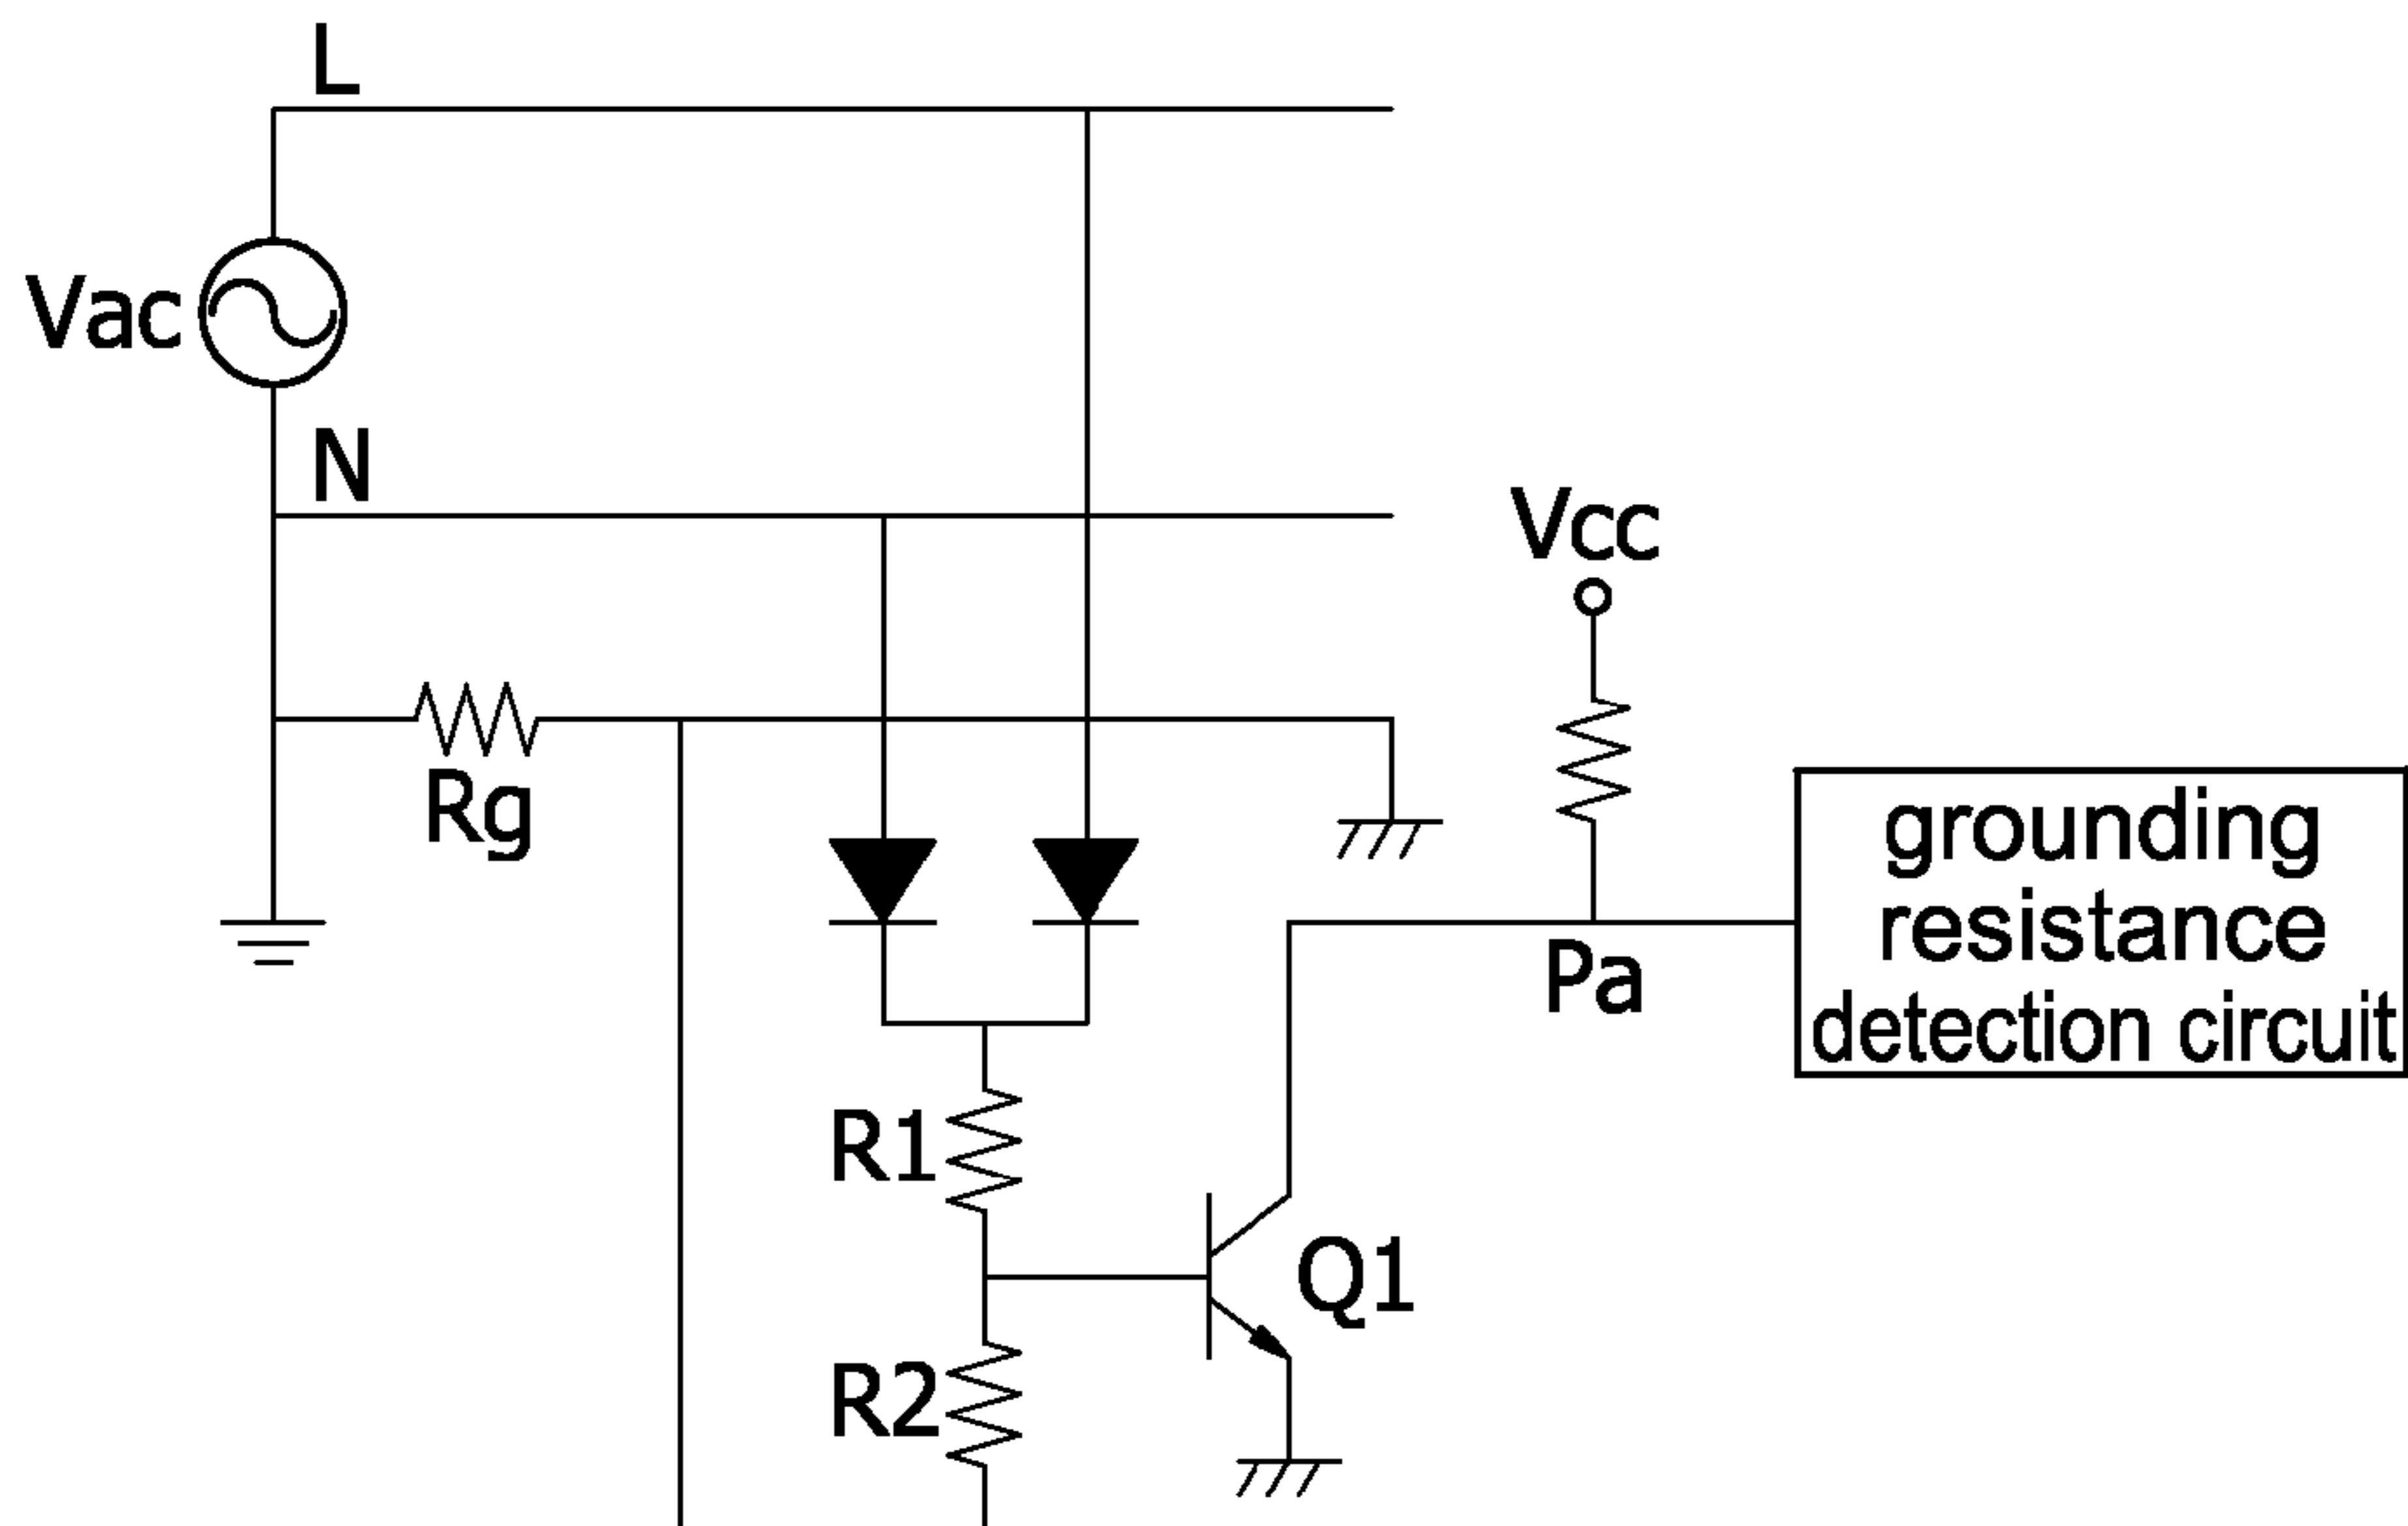 L
Vac
N
Vcc
Rg
grounding
resistance
detection circuit
Pa
R1
Q1
R2